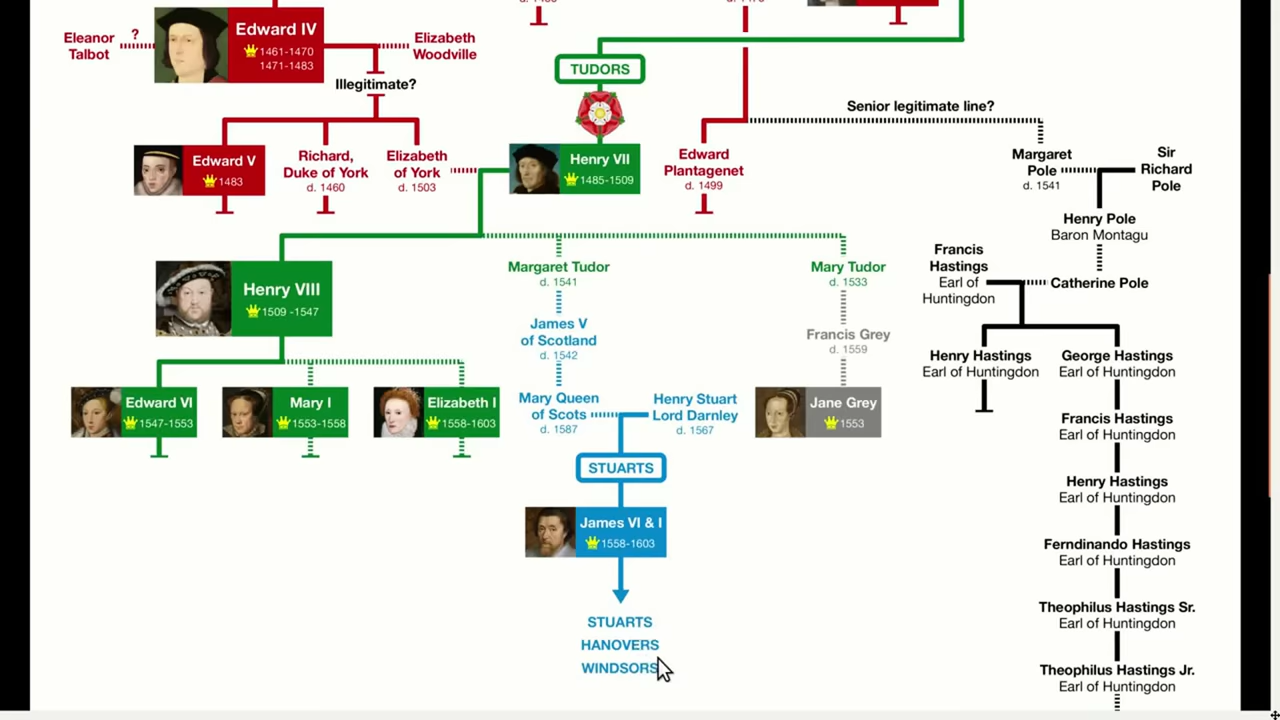 Edward IV
1461-1470
1471-1483
Eleanor
Talbot
?
Elizabeth
Woodville
Illegitimate?
TUDORS
Senior legitimate line?
Edward V
1483
Richard,
Duke of York
d. 1460
Elizabeth
of York
d. 1503
Henry VII
1485-1509
Edward
Plantagenet
d. 1499
Margaret
Pole
d. 1541
Sir
Richard
Pole
Henry Pole
Baron Montagu
Francis
Hastings
Earl of
Huntingdon
Catherine Pole
Henry VIII
1509 -1547
Margaret Tudor
d. 1541
Mary Tudor
d. 1533
James V
of Scotland
d. 1542
Francis Grey
d. 1559
Henry Hastings
Earl of Huntingdon
George Hastings
Earl of Huntingdon
Edward VI
1547-1553
Mary I
1553-1558
Elizabeth I
1558-1603
Mary Queen
of Scots
d. 1587
Henry Stuart
Lord Darnley
d. 1567
Jane Grey
1553
Francis Hastings
Earl of Huntingdon
STUARTS
Henry Hastings
Earl of Huntingdon
James VI & I
1558-1603
Ferndinando Hastings
Earl of Huntingdon
STUARTS
HANOVERS
WINDSORS
Theophilus Hastings Sr.
Earl of Huntingdon
Theophilus Hastings Jr.
Earl of Huntingdon